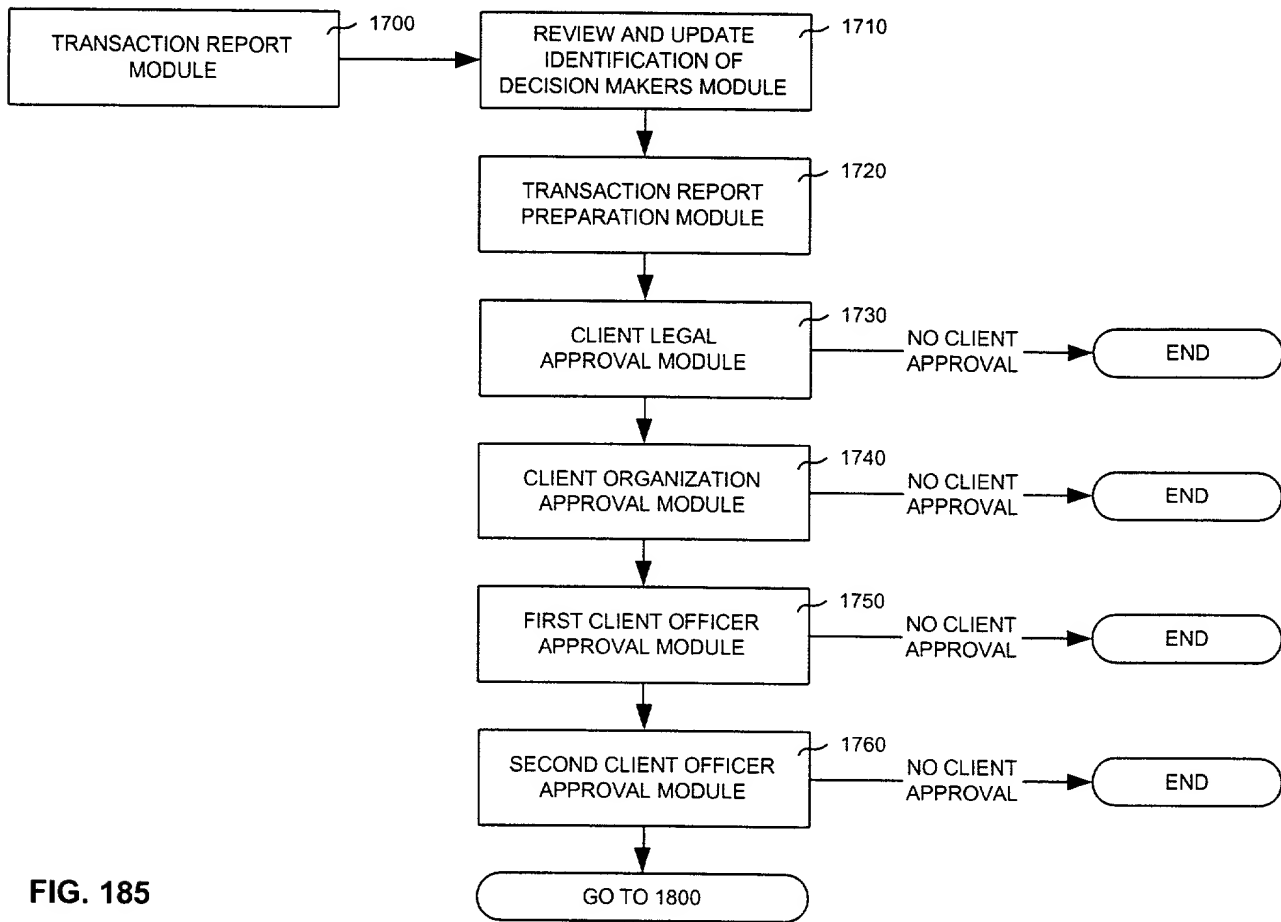 TRANSACTION REPORT
MODULE
1700
REVIEW AND UPDATE
IDENTIFICATION OF
DECISION MAKERS MODULE
1710
TRANSACTION REPORT
PREPARATION MODULE
1720
CLIENT LEGAL
APPROVAL MODULE
1730
NO CLIENT
APPROVAL
END
CLIENT ORGANIZATION
APPROVAL MODULE
1740
NO CLIENT
APPROVAL
END
FIRST CLIENT OFFICER
APPROVAL MODULE
1750
NO CLIENT
APPROVAL
END
SECOND CLIENT OFFICER
APPROVAL MODULE
1760
NO CLIENT
APPROVAL
END
GO TO 1800
FIG. 185